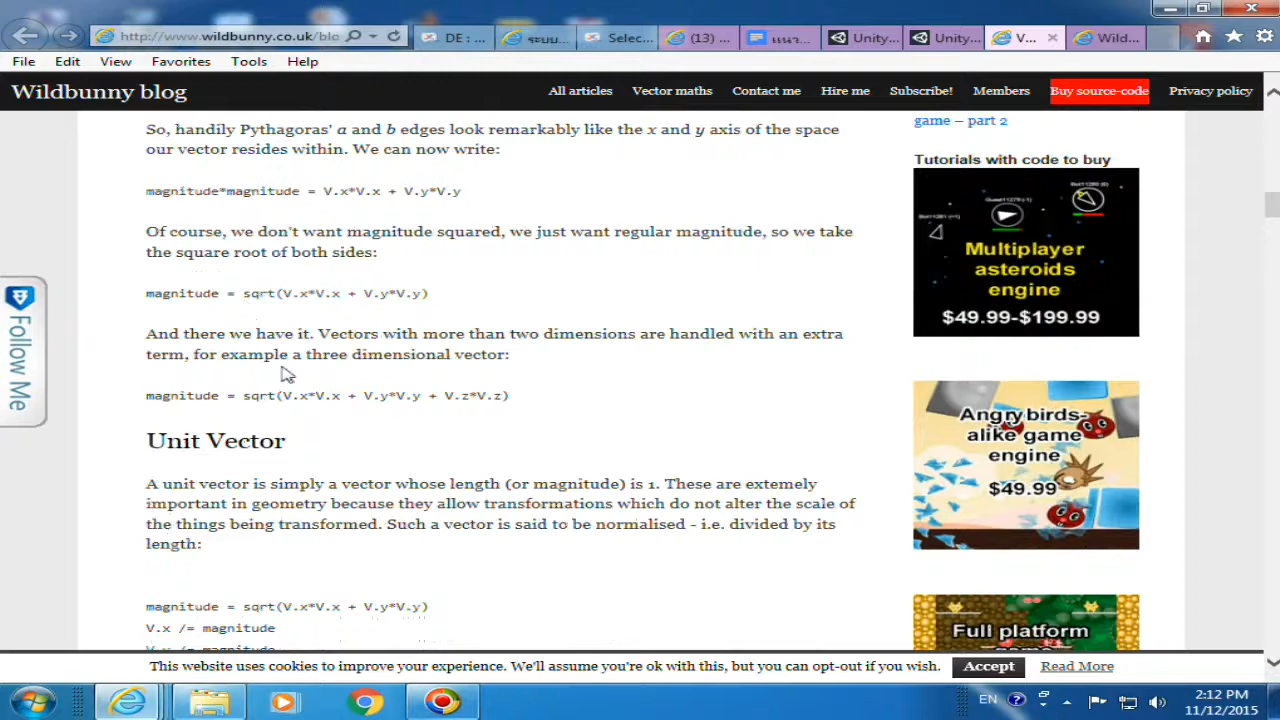 http://www.wildbunny.co.uk/blo
DE : ...
ระบบ...
Selec...
(13) ...
แนว...
Unity...
Unity...
V...
Wild...
File Edit View Favorites Tools Help
Wildbunny blog
All articles Vector maths Contact me Hire me Subscribe! Members Buy source-code Privacy policy
So, handily Pythagoras' a and b edges look remarkably like the x and y axis of the space
our vector resides within. We can now write:
magnitude*magnitude = V.x*V.x + V.y*V.y
Of course, we don't want magnitude squared, we just want regular magnitude, so we take
the square root of both sides:
magnitude = sqrt(V.x*V.x + V.y*V.y)
And there we have it. Vectors with more than two dimensions are handled with an extra
term, for example a three dimensional vector:
magnitude = sqrt(V.x*V.x + V.y*V.y + V.z*V.z)
Unit Vector
A unit vector is simply a vector whose length (or magnitude) is 1. These are extemely
important in geometry because they allow transformations which do not alter the scale of
the things being transformed. Such a vector is said to be normalised - i.e. divided by its
length:
magnitude = sqrt(V.x*V.x + V.y*V.y)
V.x /= magnitude
game – part 2
Tutorials with code to buy
Multiplayer
asteroids
engine
$49.99-$199.99
Angry birds-
alike game
engine
$49.99
Full platform
Follow Me
This website uses cookies to improve your experience. We'll assume you're ok with this, but you can opt-out if you wish. Accept Read More
EN
2:12 PM
11/12/2015